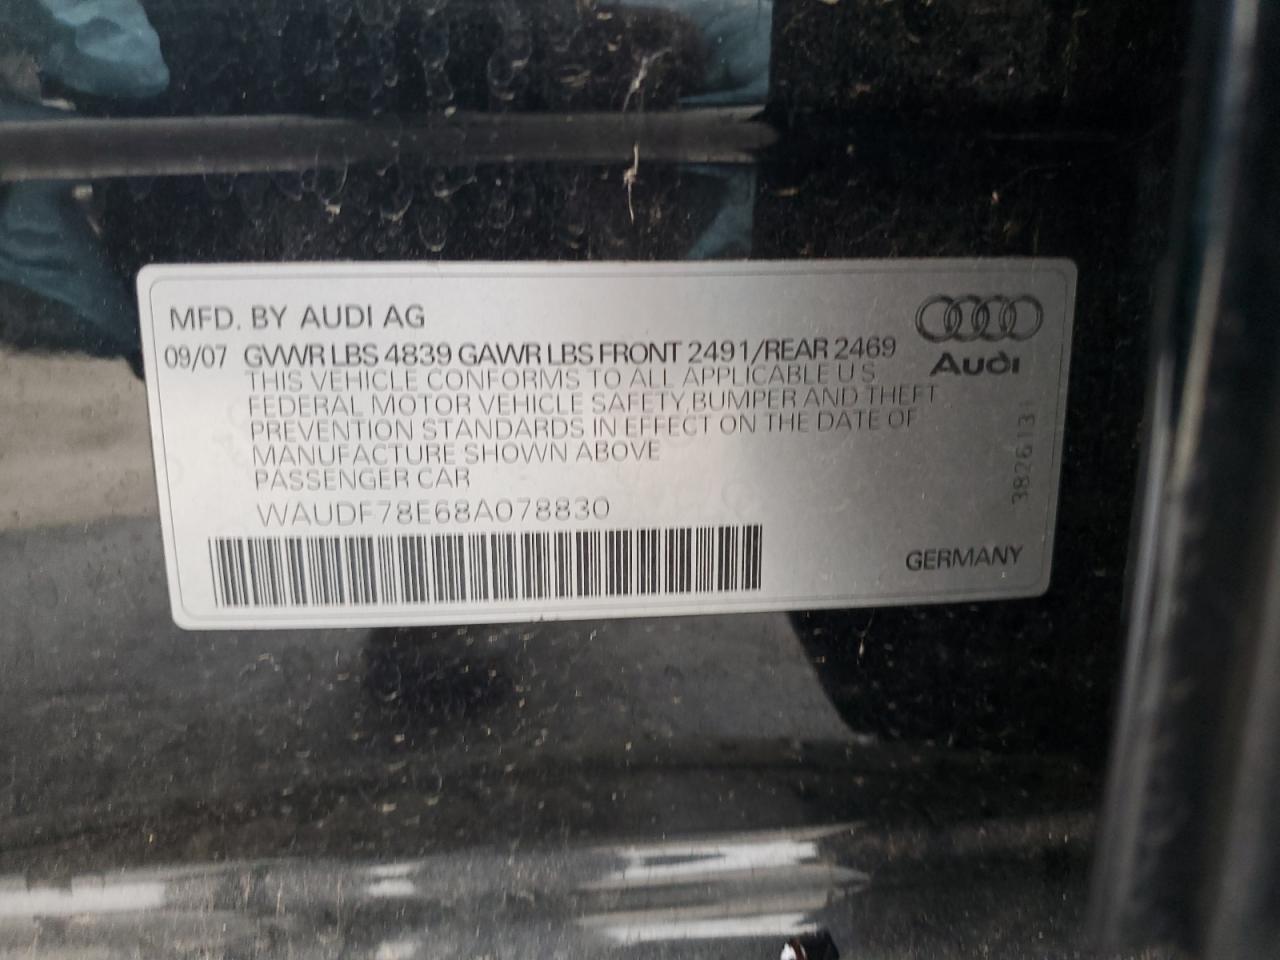 MFD. BY AUDI AG
09/07 GVWR LBS 4839 GAWR LBS FRONT 2491/REAR 2469
THIS VEHICLE CONFORMS TO ALL APPLICABLE U S
FEDERAL MOTOR VEHICLE SAFETY, BUMPER AND THEFT
PREVENTION STANDARDS IN EFFECT ON THE DATE OF
MANUFACTURE SHOWN ABOVE
PASSENGER CAR
WAUDF78E68A078830
Audi
3826131
GERMANY